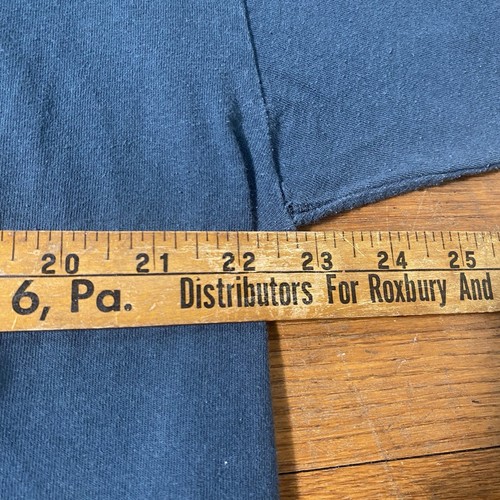 20 21 22 23 24 25
6, Pa. Distributors For Roxbury And